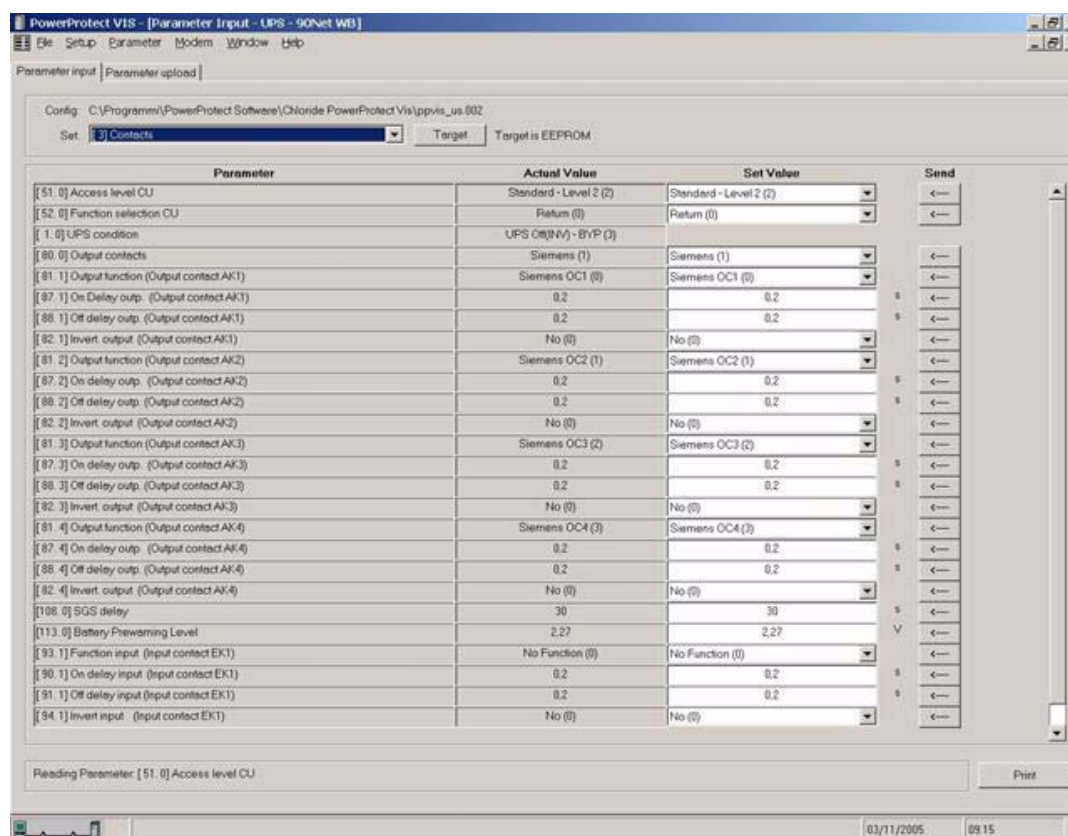 PowerProtect VIS - [Parameter Input - UPS - 90Net WB]
File Setup Parameter Modem Window Help
Parameter input Parameter upload
Config: C:\Programmi\PowerProtect Software\Chloride PowerProtect Vis\ppvis_us.002
Set: [ 3] Contacts Target Target is EEPROM
Parameter Actual Value Set Value Send
[ 51. 0] Access level CU Standard - Level 2 (2) Standard - Level 2 (2) <---
[ 52. 0] Function selection CU Return (0) Return (0) <---
[ 1. 0] UPS condition UPS Off(INV) - BYP (3)
[ 80. 0] Output contacts Siemens (1) Siemens (1) <---
[ 81. 1] Output function (Output contact AK1) Siemens OC1 (0) Siemens OC1 (0) <---
[ 87. 1] On Delay outp. (Output contact AK1) 0,2 0,2 s <---
[ 88. 1] Off delay outp. (Output contact AK1) 0,2 0,2 s <---
[ 82. 1] Invert. output (Output contact AK1) No (0) No (0) <---
[ 81. 2] Output function (Output contact AK2) Siemens OC2 (1) Siemens OC2 (1) <---
[ 87. 2] On delay outp. (Output contact AK2) 0,2 0,2 s <---
[ 88. 2] Off delay outp. (Output contact AK2) 0,2 0,2 s <---
[ 82. 2] Invert. output (Output contact AK2) No (0) No (0) <---
[ 81. 3] Output function (Output contact AK3) Siemens OC3 (2) Siemens OC3 (2) <---
[ 87. 3] On delay outp. (Output contact AK3) 0,2 0,2 s <---
[ 88. 3] Off delay outp. (Output contact AK3) 0,2 0,2 s <---
[ 82. 3] Invert. output (Output contact AK3) No (0) No (0) <---
[ 81. 4] Output function (Output contact AK4) Siemens OC4 (3) Siemens OC4 (3) <---
[ 87. 4] On delay outp. (Output contact AK4) 0,2 0,2 s <---
[ 88. 4] Off delay outp. (Output contact AK4) 0,2 0,2 s <---
[ 82. 4] Invert. output (Output contact AK4) No (0) No (0) <---
[108. 0] SGS delay 30 30 s <---
[113. 0] Battery Prewarning Level 2,27 2,27 V <---
[ 93. 1] Function input (Input contact EK1) No Function (0) No Function (0) <---
[ 90. 1] On delay input (Input contact EK1) 0,2 0,2 s <---
[ 91. 1] Off delay input (Input contact EK1) 0,2 0,2 s <---
[ 94. 1] Invert input (Input contact EK1) No (0) No (0) <---
Reading Parameter: [ 51. 0] Access level CU Print
03/11/2005 09.15